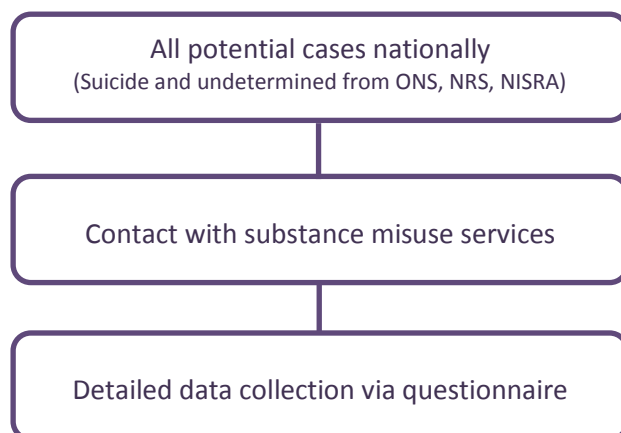 All potential cases nationally
(Suicide and undetermined from ONS, NRS, NISRA)
Contact with substance misuse services
Detailed data collection via questionnaire